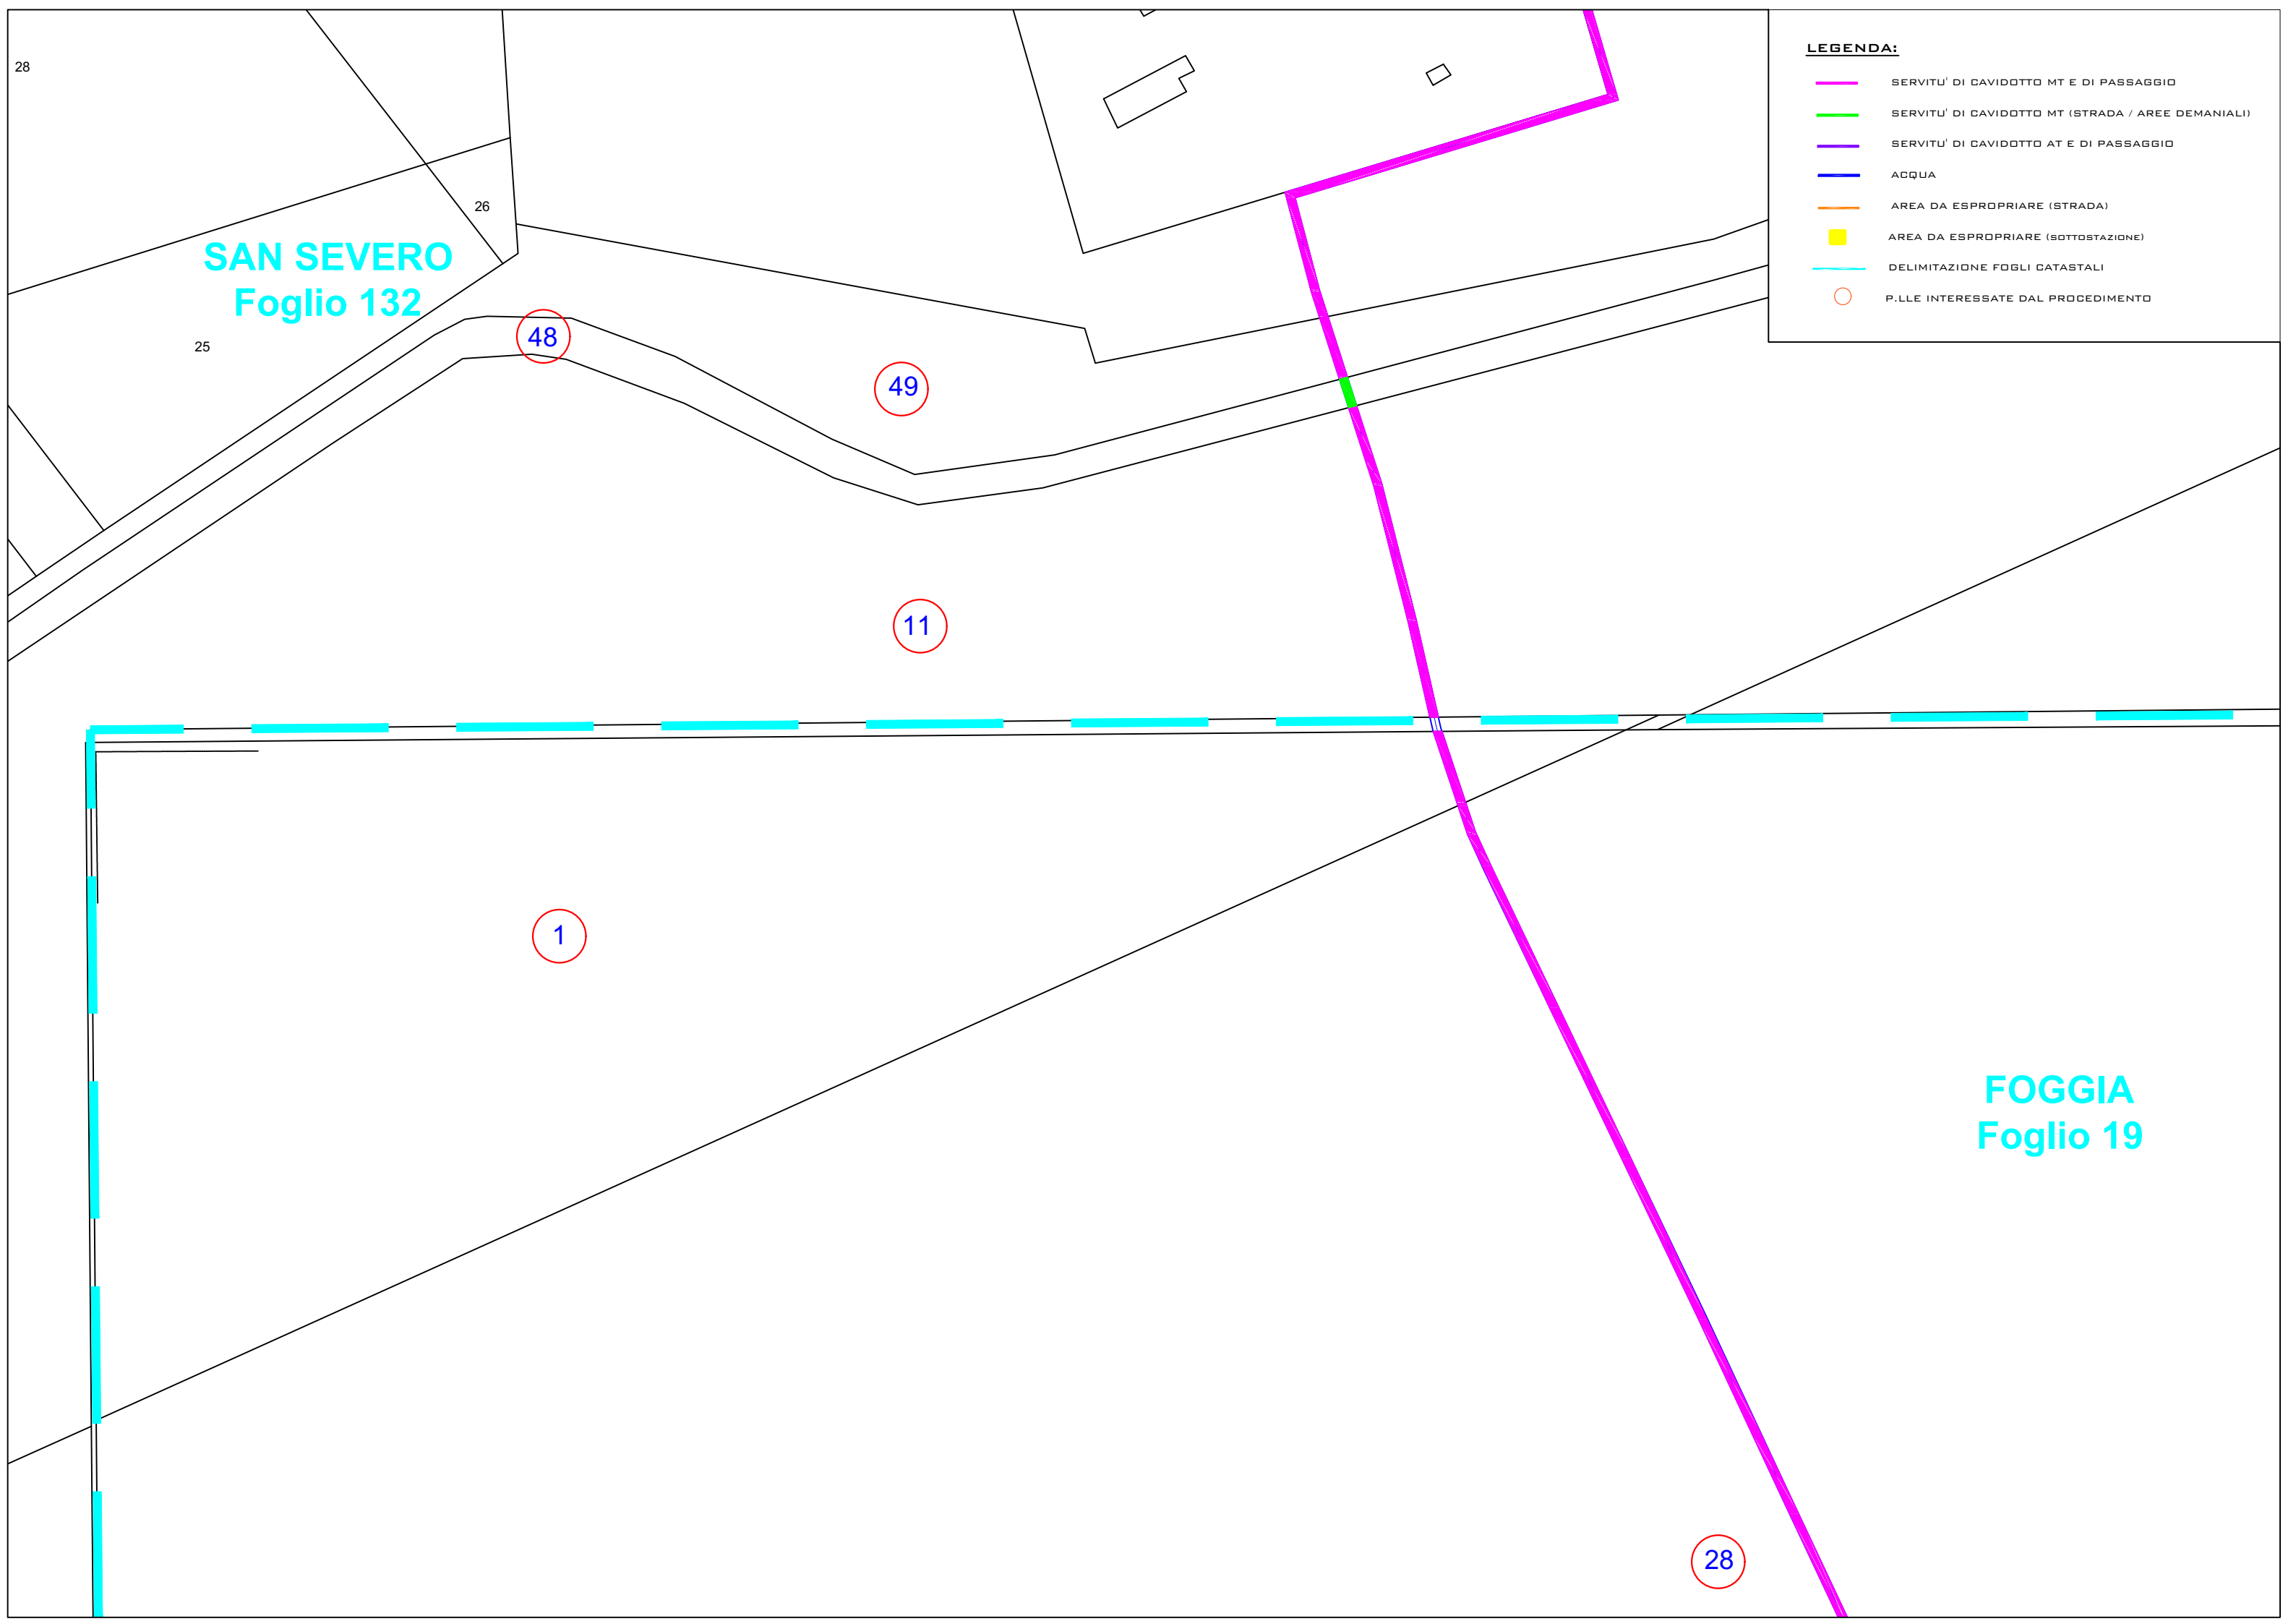 28
26
SAN SEVERO
Foglio 132
25
48
49
11
1
FOGGIA
Foglio 19
28
LEGENDA:
SERVITU' DI CAVIDOTTO MT E DI PASSAGGIO
SERVITU' DI CAVIDOTTO MT (STRADA / AREE DEMANIALI)
SERVITU' DI CAVIDOTTO AT E DI PASSAGGIO
ACQUA
AREA DA ESPROPRIARE (STRADA)
AREA DA ESPROPRIARE (SOTTOSTAZIONE)
DELIMITAZIONE FOGLI CATASTALI
P.LLE INTERESSATE DAL PROCEDIMENTO